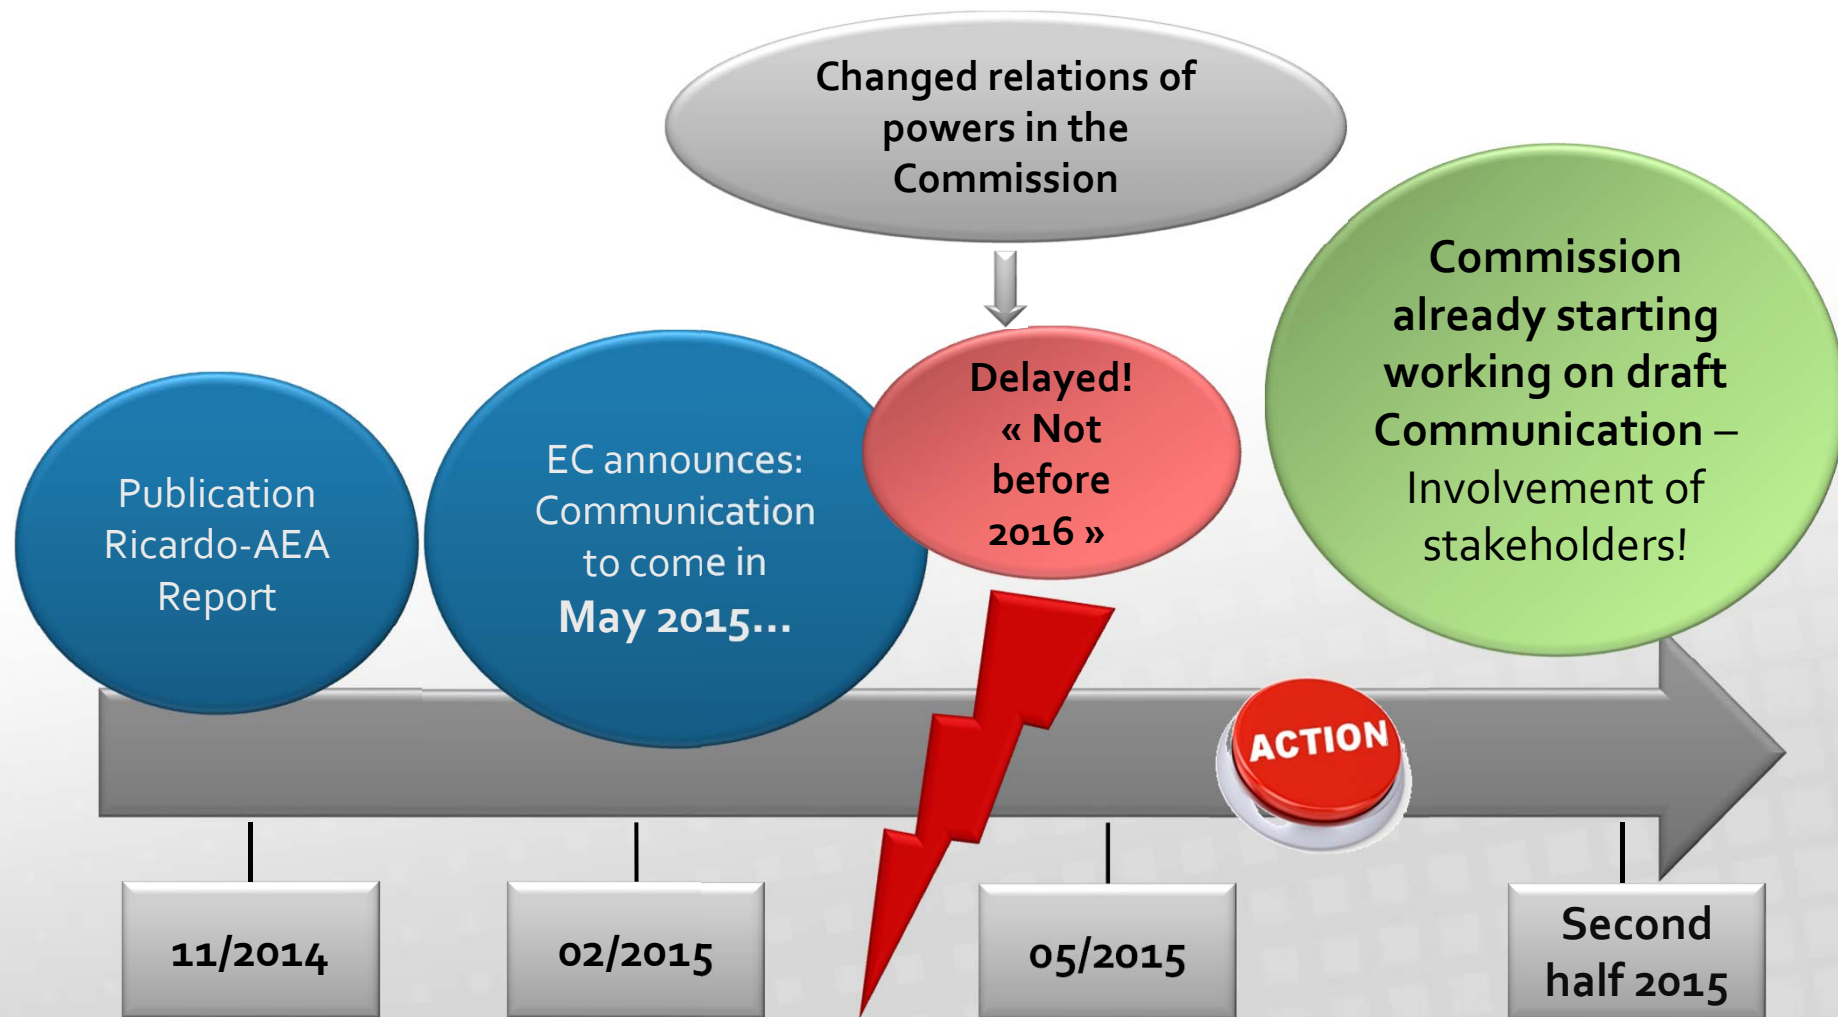 Changed relations of
powers in the
Commission
Publication
Ricardo-AEA
Report
EC announces:
Communication
to come in
May 2015...
Delayed!
« Not
before
2016 »
Commission
already starting
working on draft
Communication –
Involvement of
stakeholders!
ACTION
11/2014
02/2015
05/2015
Second
half 2015